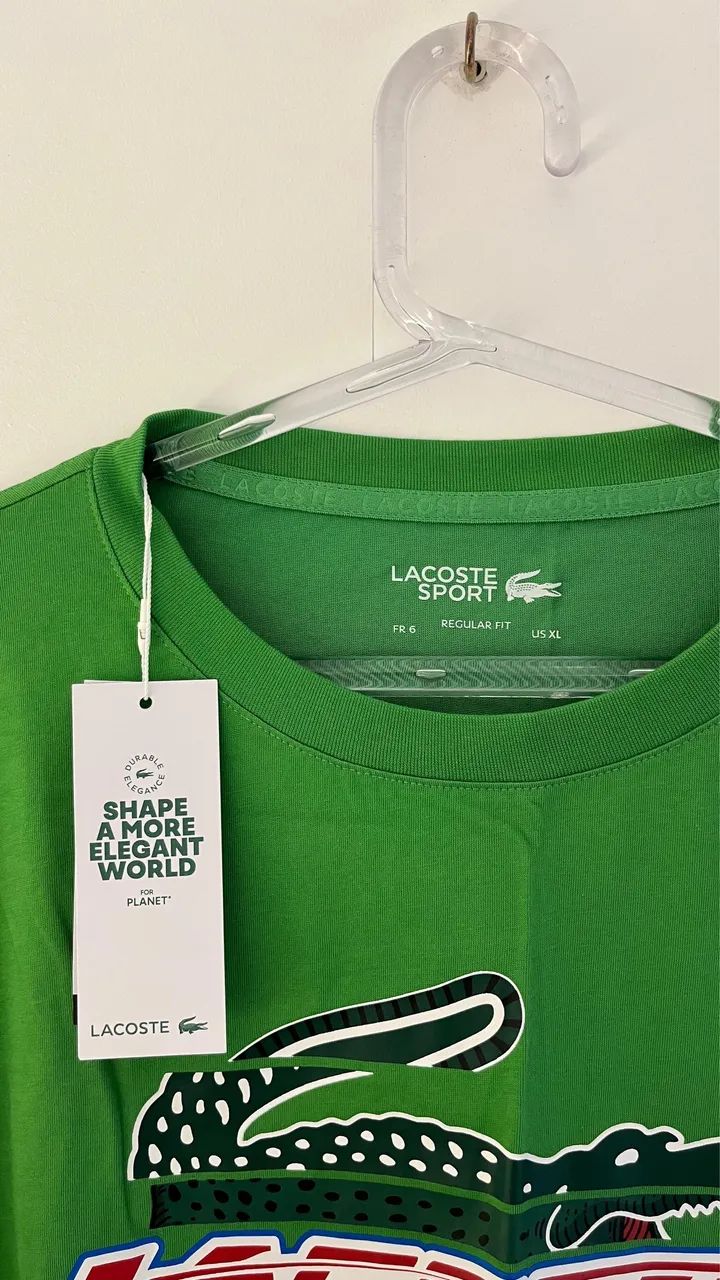 LACOSTE LACOSTE LACOSTE LACOSTE
LACOSTE
SPORT
FR 6 REGULAR FIT US XL
DURABLE
ELEGANCE
SHAPE
A MORE
ELEGANT
WORLD
FOR
PLANET*
LACOSTE